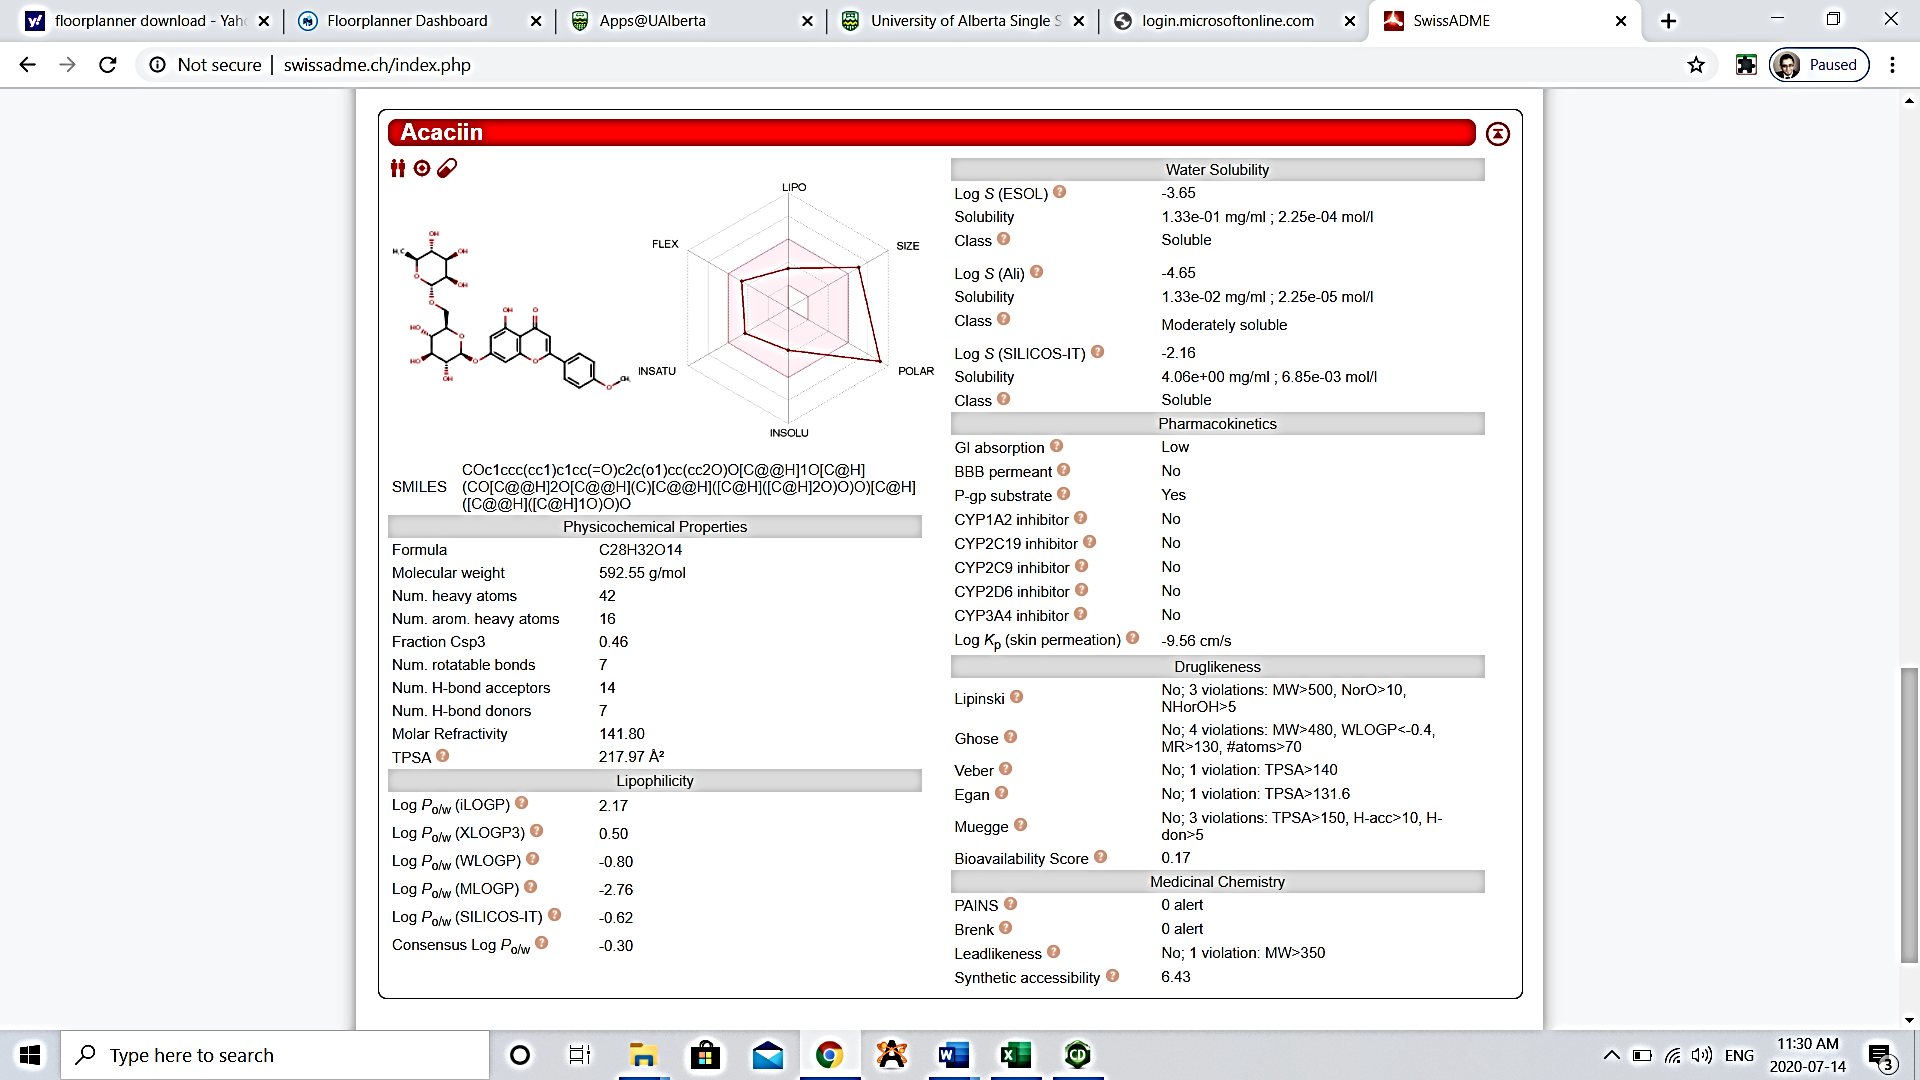 floorplanner download - Yah
Floorplanner Dashboard
Apps@UAlberta
University of Alberta Single S
login.microsoftonline.com
SwissADME
Not secure | swissadme.ch/index.php
Paused
Acaciin
LIPO
FLEX
SIZE
INSATU
POLAR
INSOLU
SMILES
COc1ccc(cc1)c1cc(=O)c2c(o1)cc(cc2O)O[C@@H]1O[C@H]
(CO[C@@H]2O[C@@H](C)[C@@H]([C@H]([C@H]2O)O)O)[C@H]
([C@@H]([C@H]1O)O)O
Physicochemical Properties
Formula C28H32O14
Molecular weight 592.55 g/mol
Num. heavy atoms 42
Num. arom. heavy atoms 16
Fraction Csp3 0.46
Num. rotatable bonds 7
Num. H-bond acceptors 14
Num. H-bond donors 7
Molar Refractivity 141.80
TPSA ? 217.97 Å²
Lipophilicity
Log Po/w (iLOGP) ? 2.17
Log Po/w (XLOGP3) ? 0.50
Log Po/w (WLOGP) ? -0.80
Log Po/w (MLOGP) ? -2.76
Log Po/w (SILICOS-IT) ? -0.62
Consensus Log Po/w ? -0.30
Water Solubility
Log S (ESOL) ? -3.65
Solubility 1.33e-01 mg/ml ; 2.25e-04 mol/l
Class ? Soluble
Log S (Ali) ? -4.65
Solubility 1.33e-02 mg/ml ; 2.25e-05 mol/l
Class ? Moderately soluble
Log S (SILICOS-IT) ? -2.16
Solubility 4.06e+00 mg/ml ; 6.85e-03 mol/l
Class ? Soluble
Pharmacokinetics
GI absorption ? Low
BBB permeant ? No
P-gp substrate ? Yes
CYP1A2 inhibitor ? No
CYP2C19 inhibitor ? No
CYP2C9 inhibitor ? No
CYP2D6 inhibitor ? No
CYP3A4 inhibitor ? No
Log Kp (skin permeation) ? -9.56 cm/s
Druglikeness
Lipinski ? No; 3 violations: MW>500, NorO>10,
NHorOH>5
Ghose ? No; 4 violations: MW>480, WLOGP<-0.4,
MR>130, #atoms>70
Veber ? No; 1 violation: TPSA>140
Egan ? No; 1 violation: TPSA>131.6
Muegge ? No; 3 violations: TPSA>150, H-acc>10, H-
don>5
Bioavailability Score ? 0.17
Medicinal Chemistry
PAINS ? 0 alert
Brenk ? 0 alert
Leadlikeness ? No; 1 violation: MW>350
Synthetic accessibility ? 6.43
Type here to search
ENG
11:30 AM
2020-07-14
3